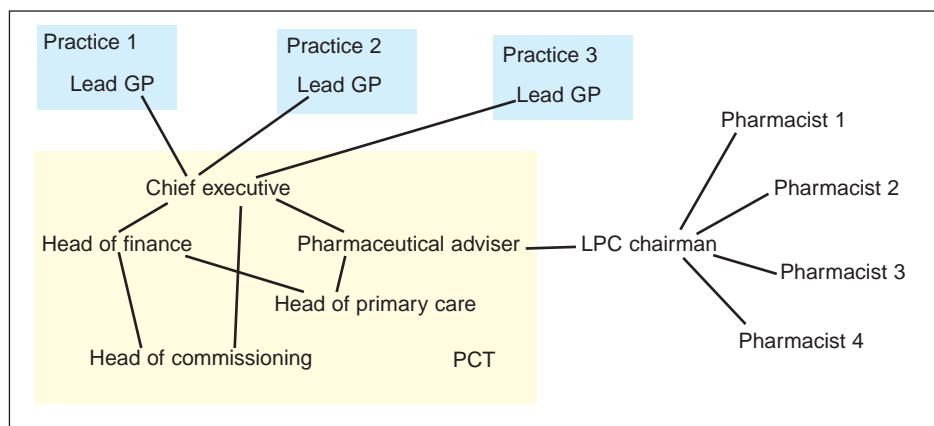 Practice 1
Lead GP
Practice 2
Lead GP
Practice 3
Lead GP
Pharmacist 1
Chief executive
Pharmacist 2
Head of finance
Pharmaceutical adviser
LPC chairman
Pharmacist 3
Head of primary care
Pharmacist 4
Head of commissioning
PCT